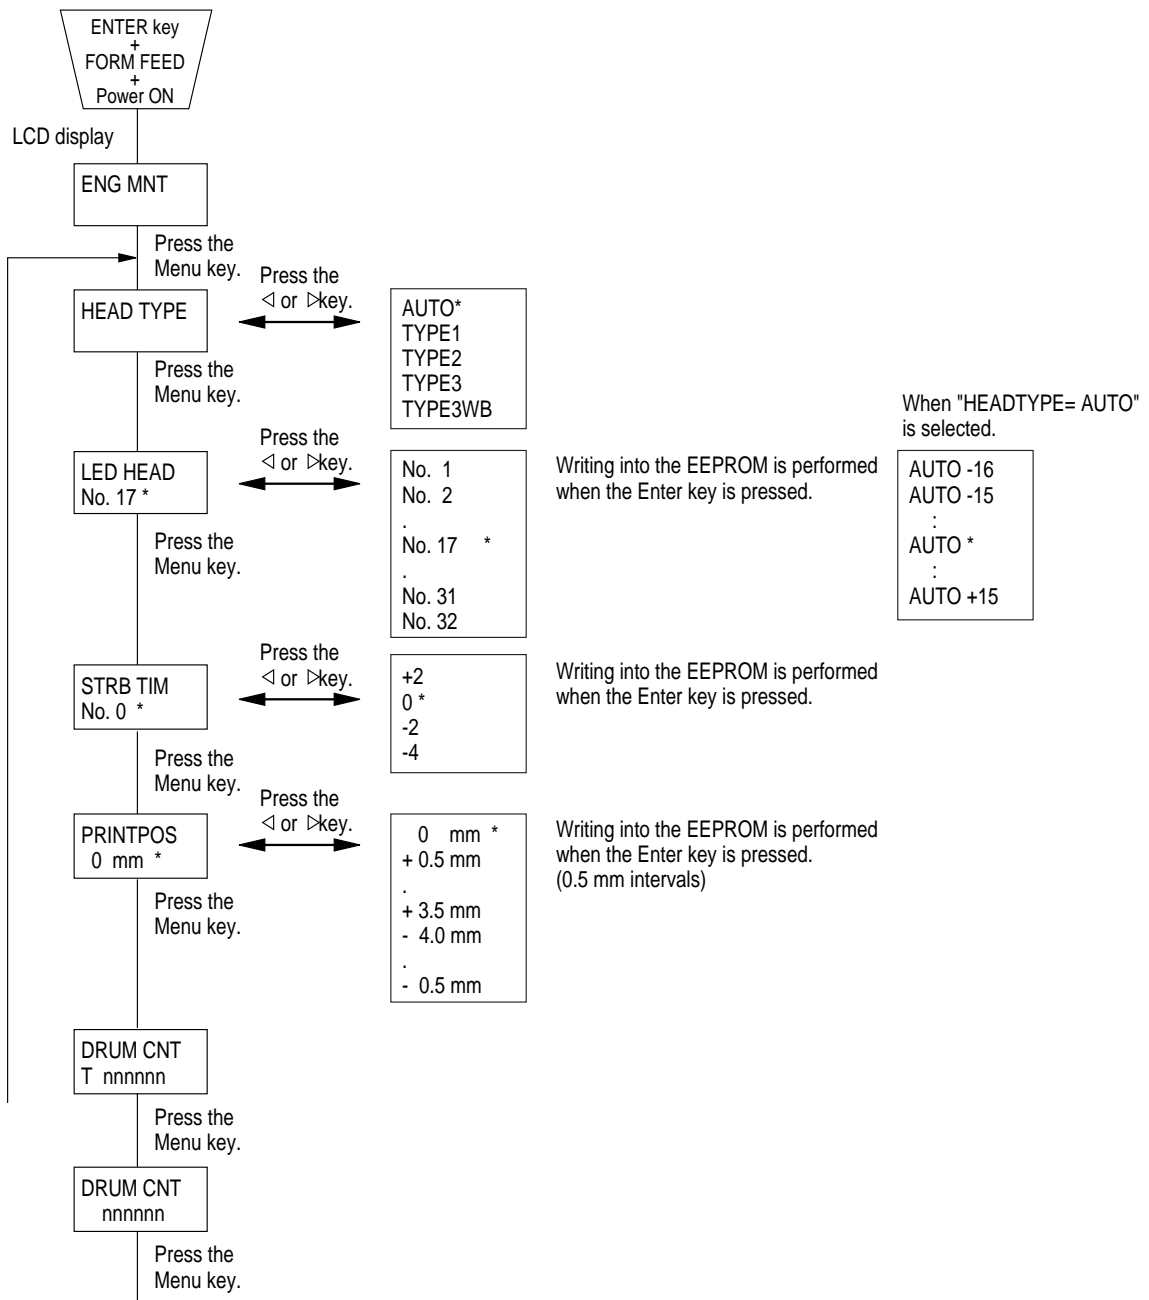 ENTER key
+
FORM FEED
+
Power ON
LCD display
ENG MNT
Press the
Menu key.
HEAD TYPE
Press the
◁ or ▷key.
AUTO*
TYPE1
TYPE2
TYPE3
TYPE3WB
Press the
Menu key.
LED HEAD
No. 17 *
Press the
◁ or ▷key.
No. 1
No. 2
.
No. 17 *
.
No. 31
No. 32
Writing into the EEPROM is performed
when the Enter key is pressed.
When "HEADTYPE= AUTO"
is selected.
AUTO -16
AUTO -15
:
AUTO *
:
AUTO +15
Press the
Menu key.
STRB TIM
No. 0 *
Press the
◁ or ▷key.
+2
0 *
-2
-4
Writing into the EEPROM is performed
when the Enter key is pressed.
Press the
Menu key.
PRINTPOS
0 mm *
Press the
◁ or ▷key.
0 mm *
+ 0.5 mm
.
+ 3.5 mm
- 4.0 mm
.
- 0.5 mm
Writing into the EEPROM is performed
when the Enter key is pressed.
(0.5 mm intervals)
Press the
Menu key.
DRUM CNT
T nnnnnn
Press the
Menu key.
DRUM CNT
nnnnnn
Press the
Menu key.